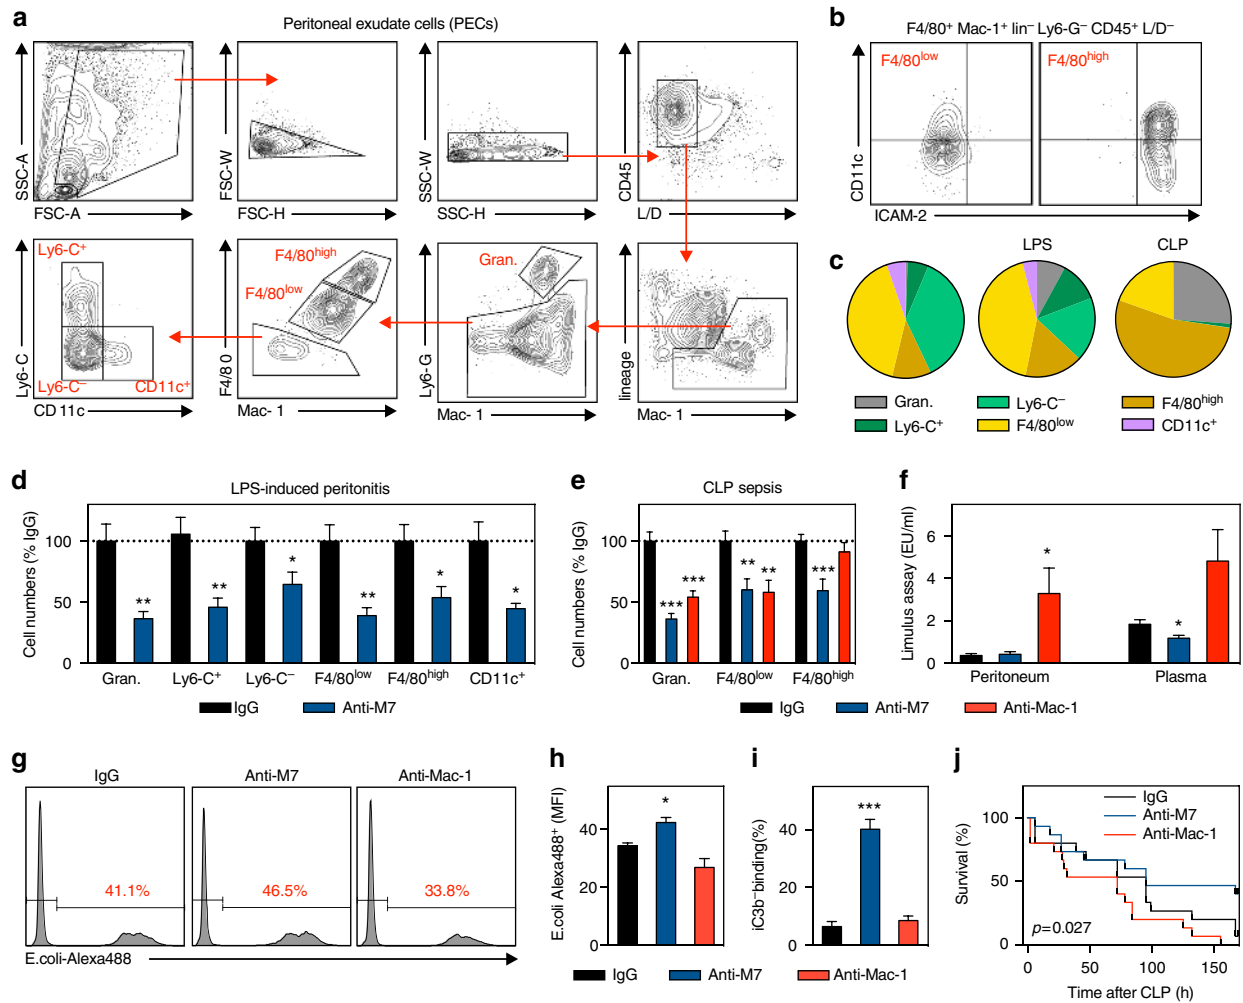 a
Peritoneal exudate cells (PECs)
SSC-A
FSC-A
FSC-W
FSC-H
SSC-W
SSC-H
CD45
L/D
Ly6-C⁺
Ly6-C⁻
CD11c⁺
Ly6-C
CD11c
F4/80ʰⁱᵍʰ
F4/80ˡᵒʷ
F4/80
Mac-1
Gran.
Ly6-G
Mac-1
lineage
Mac-1
b
F4/80⁺ Mac-1⁺ lin⁻ Ly6-G⁻ CD45⁺ L/D⁻
F4/80ˡᵒʷ
F4/80ʰⁱᵍʰ
CD11c
ICAM-2
c
LPS
CLP
Gran.
Ly6-C⁻
F4/80ʰⁱᵍʰ
Ly6-C⁺
F4/80ˡᵒʷ
CD11c⁺
d
LPS-induced peritonitis
Cell numbers (% IgG)
100
50
0
**
**
*
**
*
*
Gran.
Ly6-C⁺
Ly6-C⁻
F4/80ˡᵒʷ
F4/80ʰⁱᵍʰ
CD11c⁺
IgG
Anti-M7
e
CLP sepsis
Cell numbers (% IgG)
100
50
0
***
***
**
**
***
Gran.
F4/80ˡᵒʷ
F4/80ʰⁱᵍʰ
f
Limulus assay (EU/ml)
6
4
2
0
*
*
Peritoneum
Plasma
IgG
Anti-M7
Anti-Mac-1
g
IgG
Anti-M7
Anti-Mac-1
41.1%
46.5%
33.8%
E.coli-Alexa488
h
E.coli Alexa488⁺ (MFI)
40
20
0
*
i
iC3b⁻binding(%)
40
20
0
***
IgG
Anti-M7
Anti-Mac-1
j
IgG
Anti-M7
Anti-Mac-1
Survival (%)
100
50
0
p=0.027
0
50
100
150
Time after CLP (h)